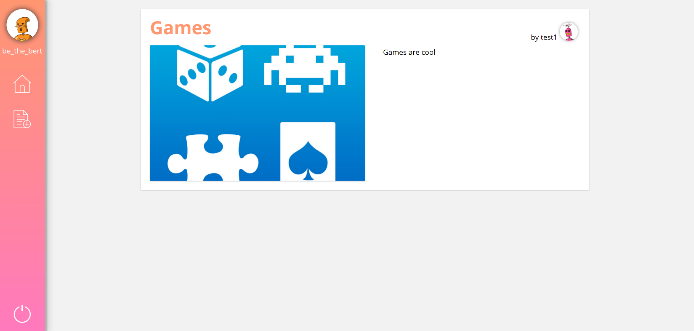 be_the_bert
Games
by test1
Games are cool